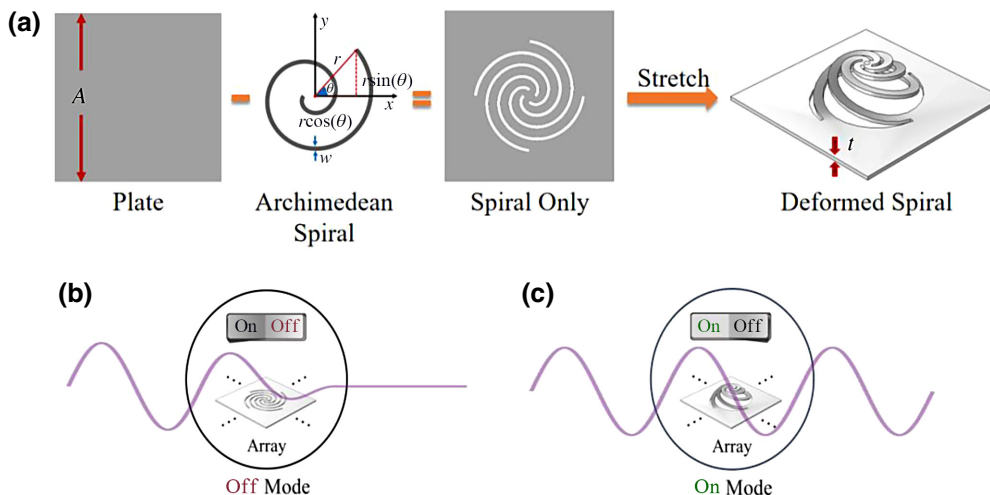 (a)
A
Plate
y
r
θ
rsin(θ)
x
rcos(θ)
w
Archimedean
Spiral
Spiral Only
Stretch
t
Deformed Spiral
(b)
On Off
Array
Off Mode
(c)
On Off
Array
On Mode